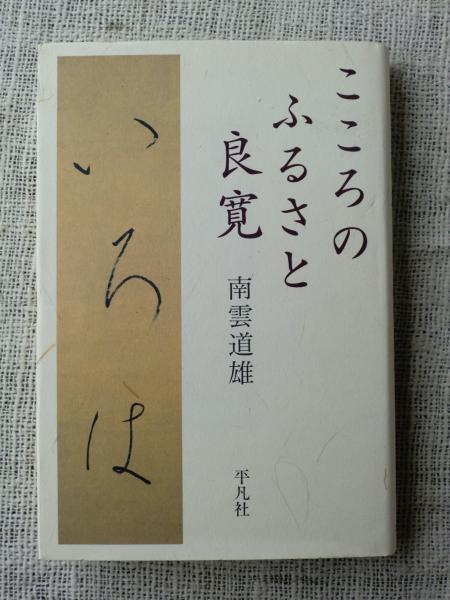 こころの
ふるさと
良寛
南雲道雄
平凡社
いろは